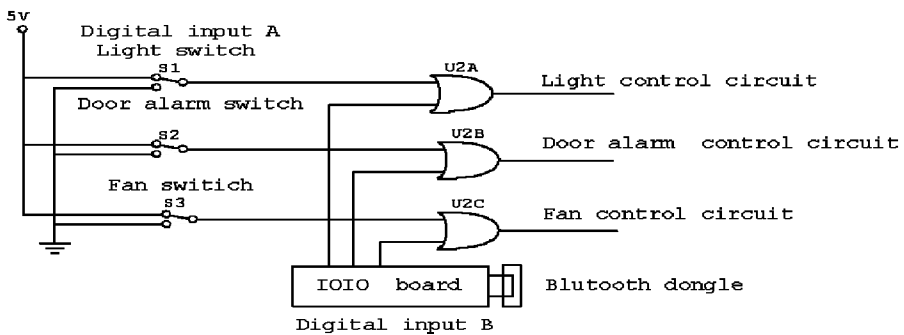 5V
Digital input A
Light switch
S1
U2A
Light control circuit
Door alarm switch
S2
U2B
Door alarm control circuit
Fan switich
S3
U2C
Fan control circuit
IOIO board
Blutooth dongle
Digital input B